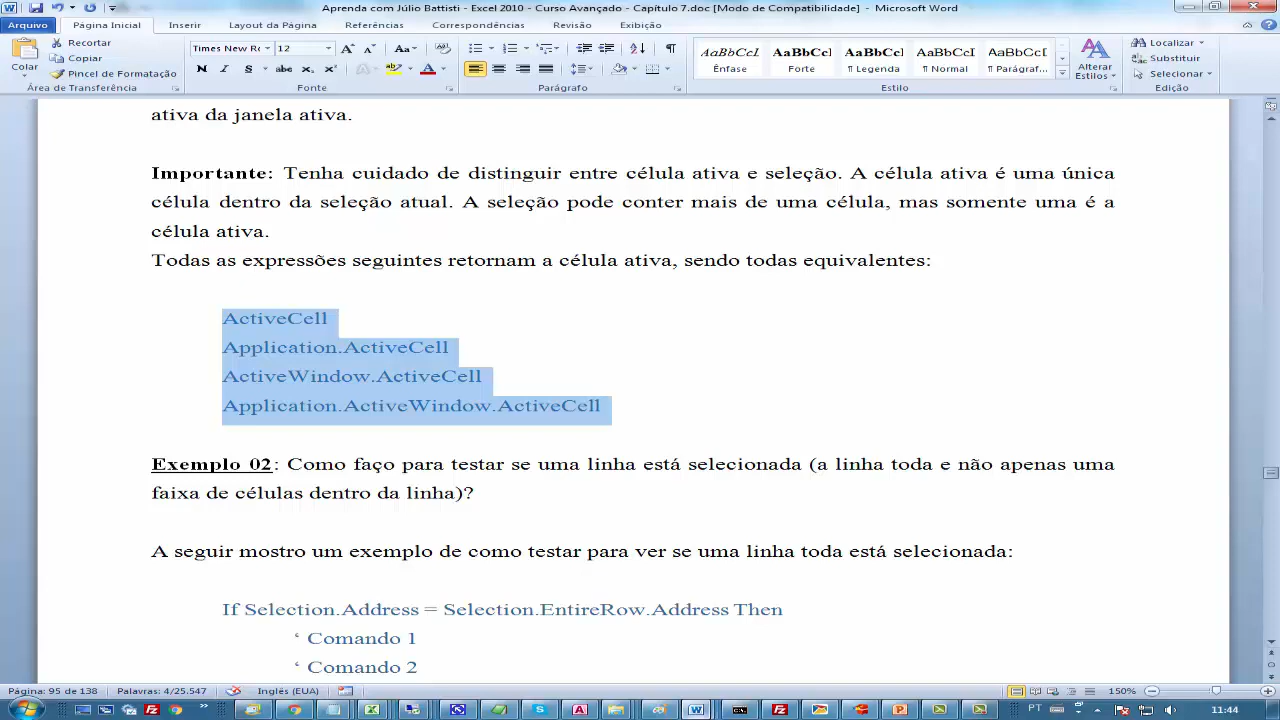 Aprenda com Júlio Battisti - Excel 2010 - Curso Avançado - Capítulo 7.doc [Modo de Compatibilidade] - Microsoft Word
Arquivo Página Inicial Inserir Layout da Página Referências Correspondências Revisão Exibição
Colar
Recortar
Copiar
Pincel de Formatação
Área de Transferência
Times New Ro 12
Fonte
Parágrafo
AaBbCcI AaBbCc AaBbCc AaBbCcI AaBbCcI
Ênfase Forte ¶ Legenda ¶ Normal ¶ Parágraf...
Alterar
Estilos
Estilo
Localizar
Substituir
Selecionar
Edição
ativa da janela ativa.
Importante: Tenha cuidado de distinguir entre célula ativa e seleção. A célula ativa é uma única
célula dentro da seleção atual. A seleção pode conter mais de uma célula, mas somente uma é a
célula ativa.
Todas as expressões seguintes retornam a célula ativa, sendo todas equivalentes:
ActiveCell
Application.ActiveCell
ActiveWindow.ActiveCell
Application.ActiveWindow.ActiveCell
Exemplo 02: Como faço para testar se uma linha está selecionada (a linha toda e não apenas uma
faixa de células dentro da linha)?
A seguir mostro um exemplo de como testar para ver se uma linha toda está selecionada:
If Selection.Address = Selection.EntireRow.Address Then
‘ Comando 1
‘ Comando 2
Página: 95 de 138 Palavras: 4/25.547 Inglês (EUA) 150%
PT 11:44